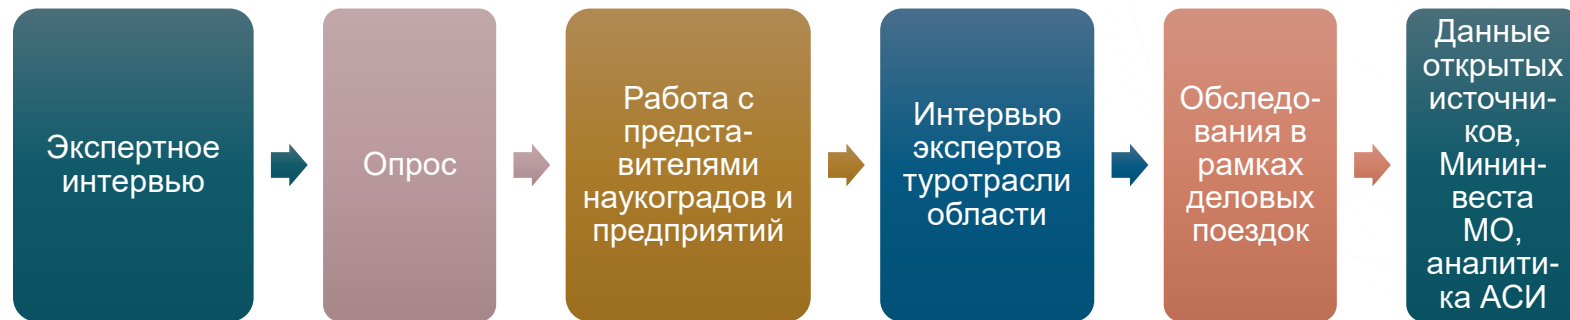 Экспертное
интервью
Опрос
Работа с
предста-
вителями
наукоградов и
предприятий
Интервью
экспертов
туротрасли
области
Обследо-
вания в
рамках
деловых
поездок
Данные
открытых
источни-
ков,
Минин-
веста
МО,
аналити-
ка АСИ